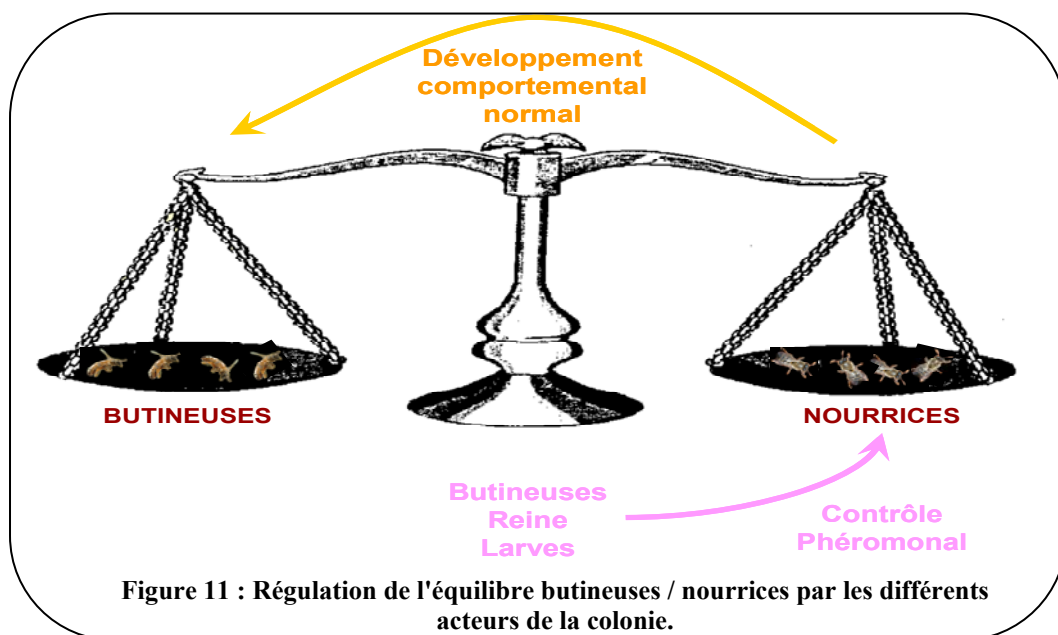 Développement
comportemental
normal
BUTINEUSES
NOURRICES
Butineuses
Reine
Larves
Contrôle
Phéromonal
Figure 11 : Régulation de l'équilibre butineuses / nourrices par les différents
acteurs de la colonie.